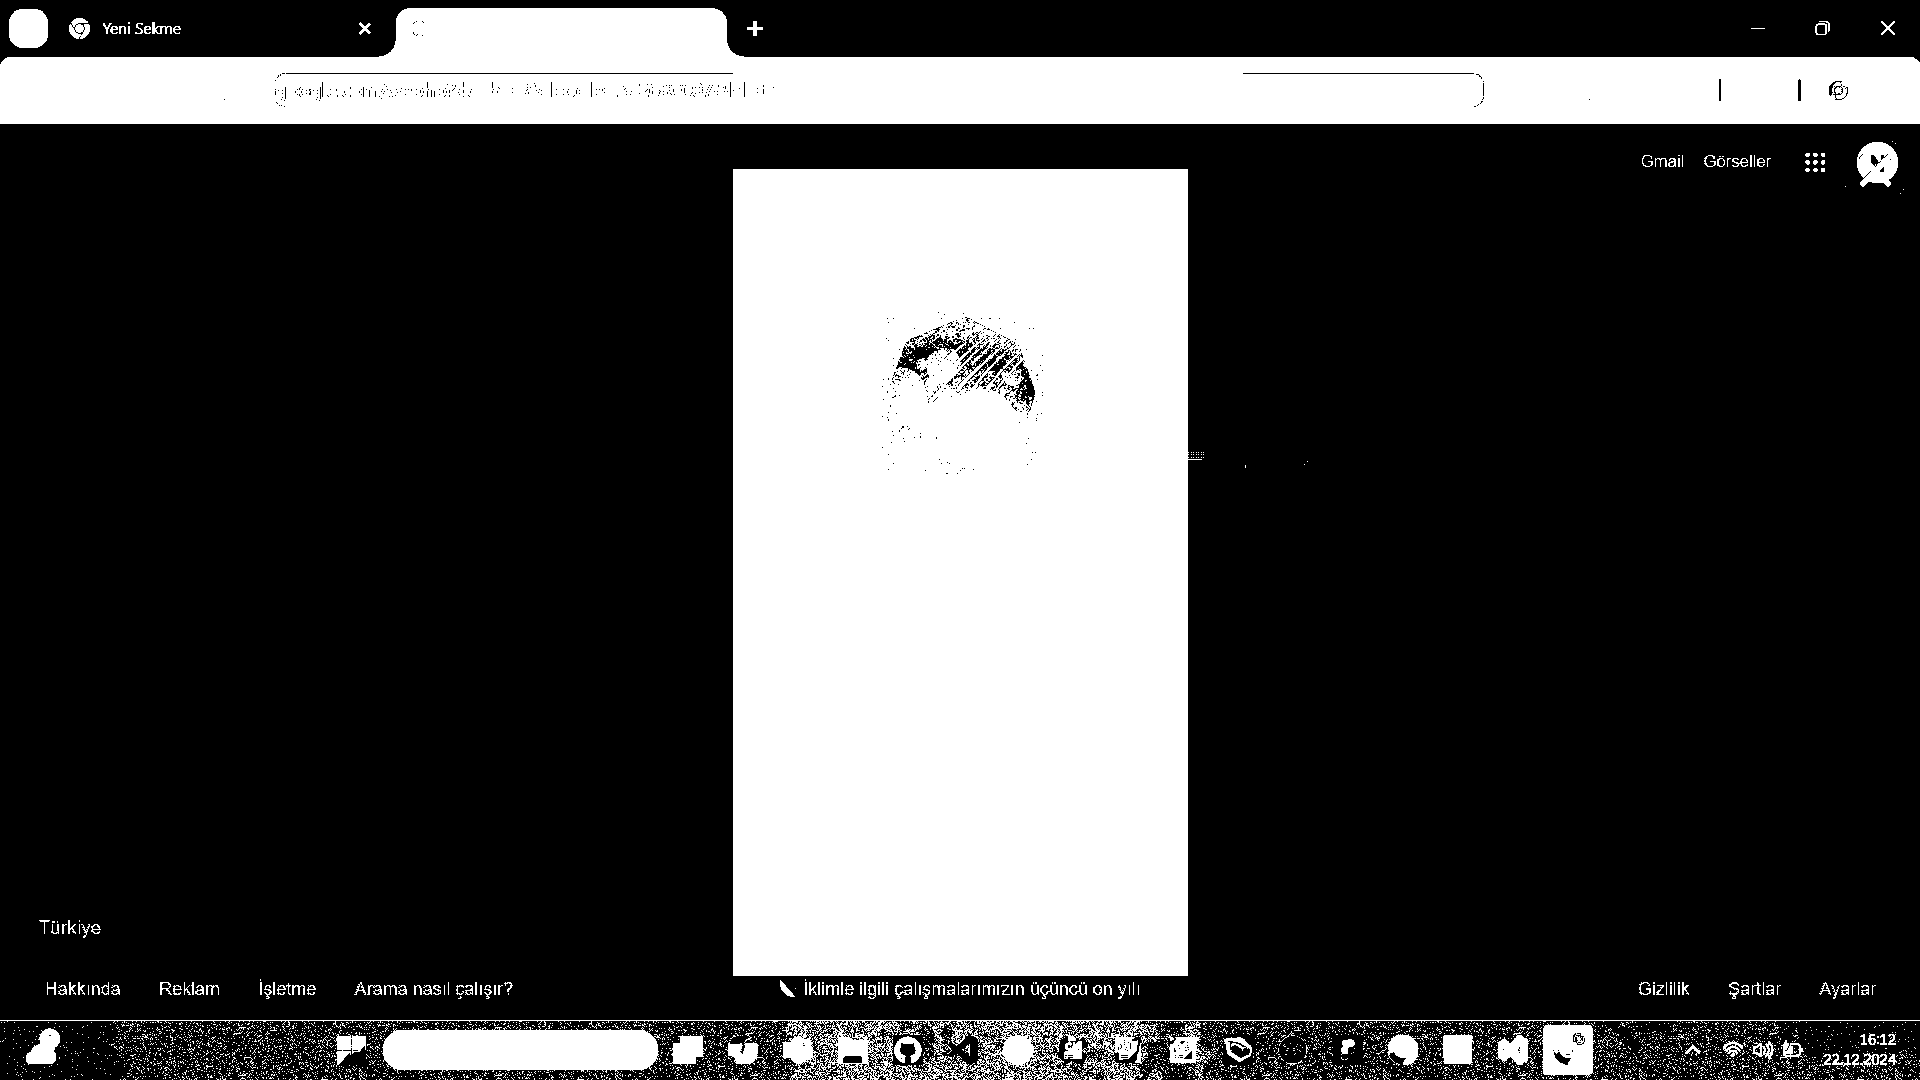 Yeni Sekme
Gmail Görseller
Türkiye
Hakkında Reklam İşletme Arama nasıl çalışır? İklimle ilgili çalışmalarımızın üçüncü on yılı Gizlilik Şartlar Ayarlar
16:12
22.12.2024